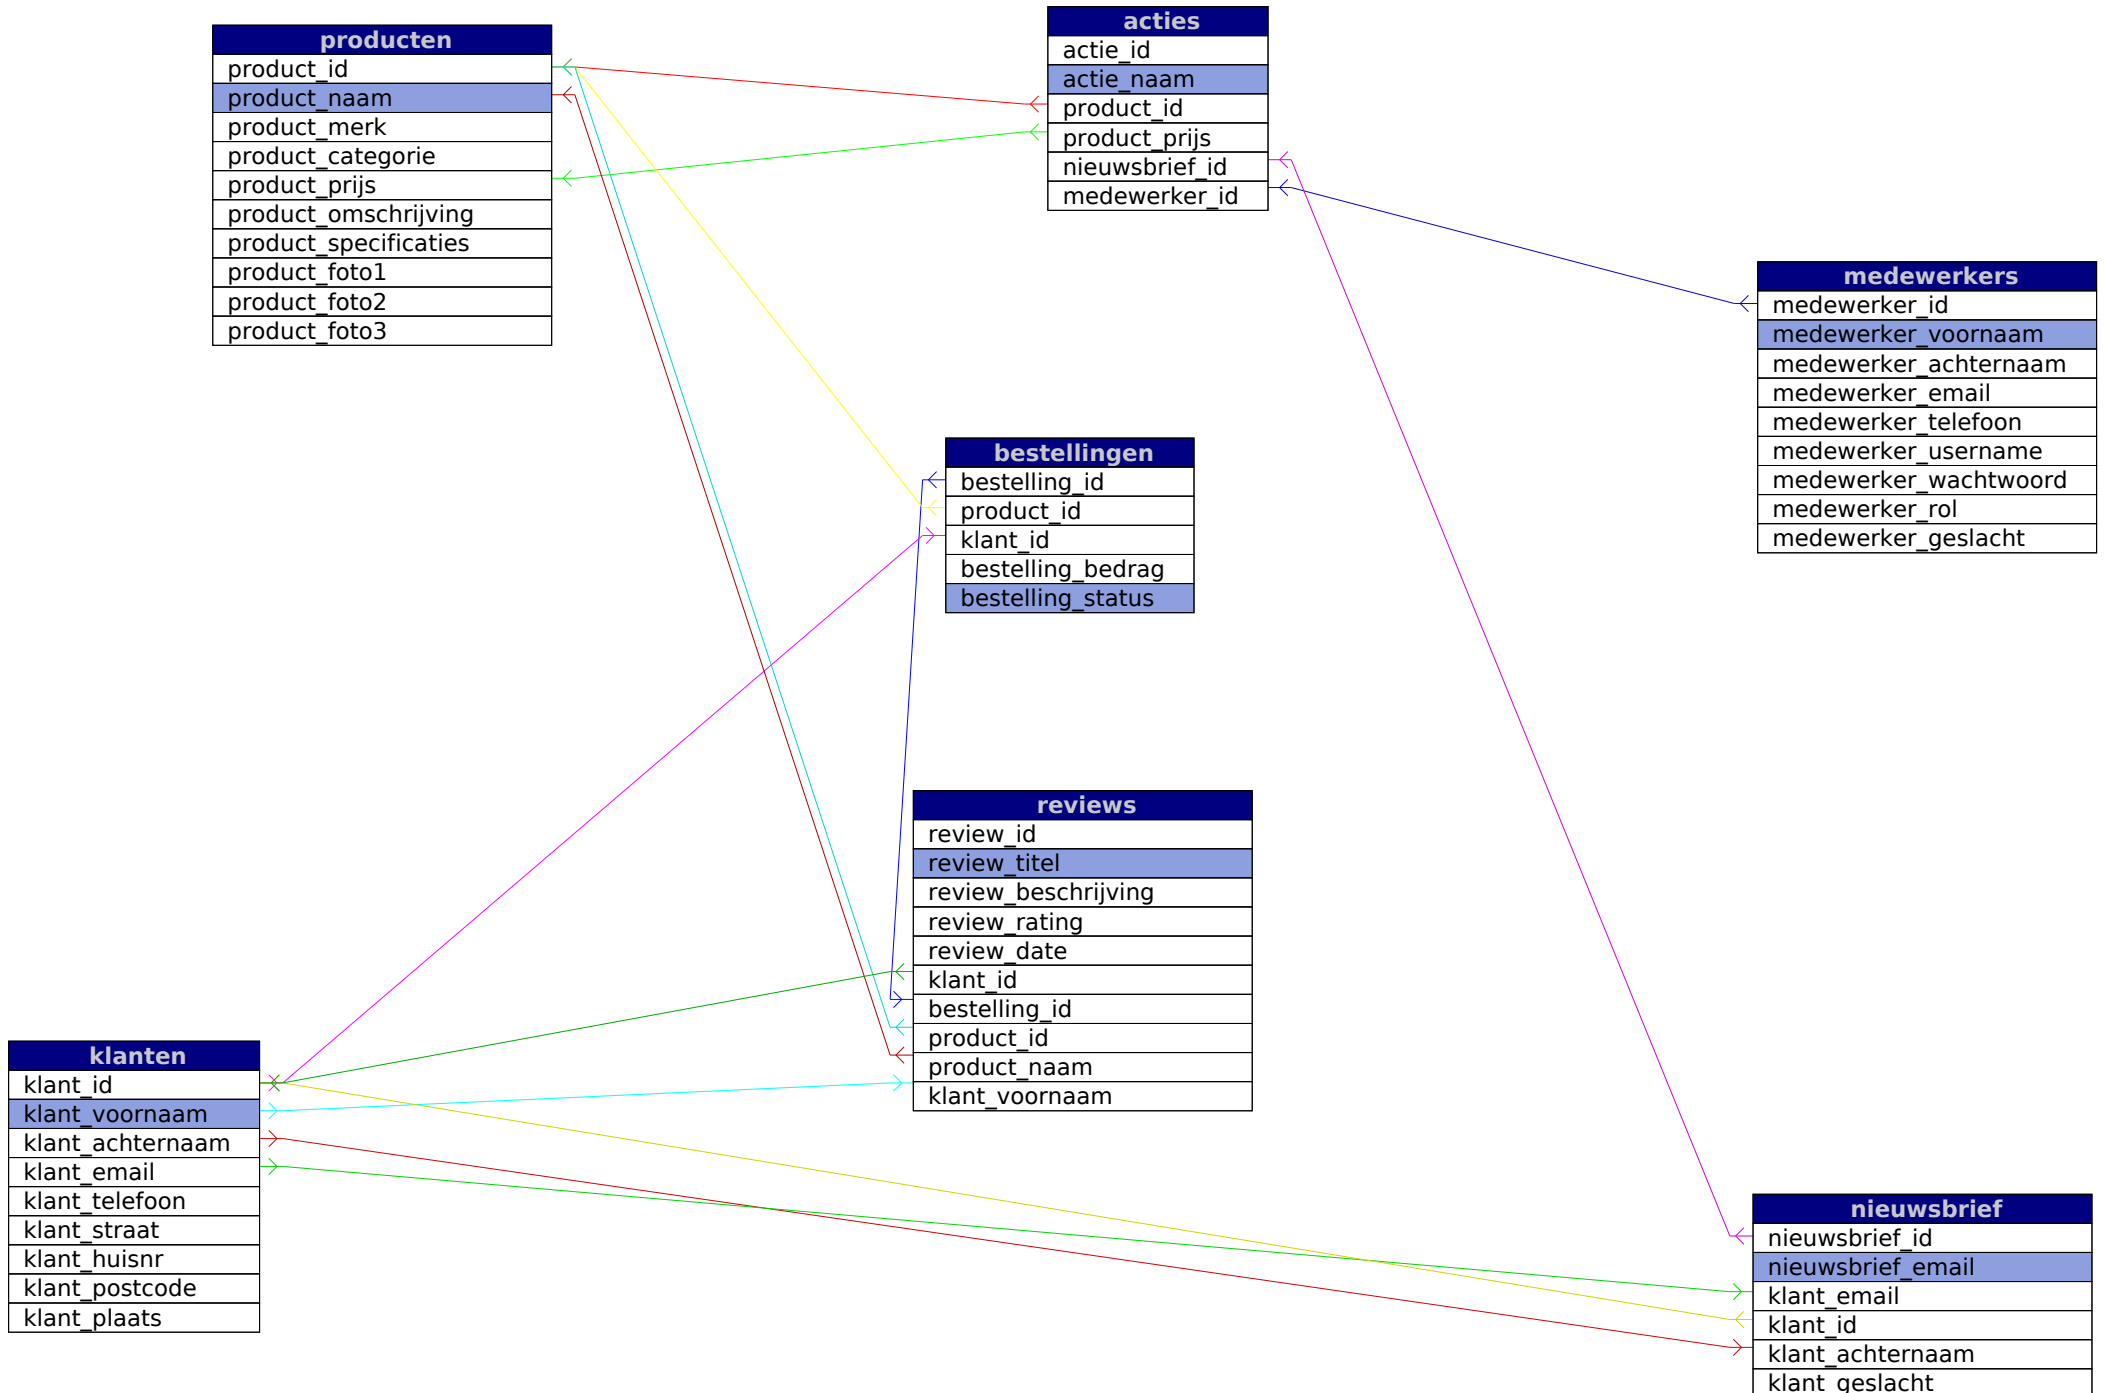 producten
product_id
product_naam
product_merk
product_categorie
product_prijs
product_omschrijving
product_specificaties
product_foto1
product_foto2
product_foto3
acties
actie_id
actie_naam
product_id
product_prijs
nieuwsbrief_id
medewerker_id
medewerkers
medewerker_id
medewerker_voornaam
medewerker_achternaam
medewerker_email
medewerker_telefoon
medewerker_username
medewerker_wachtwoord
medewerker_rol
medewerker_geslacht
bestellingen
bestelling_id
product_id
klant_id
bestelling_bedrag
bestelling_status
reviews
review_id
review_titel
review_beschrijving
review_rating
review_date
klant_id
bestelling_id
product_id
product_naam
klant_voornaam
klanten
klant_id
klant_voornaam
klant_achternaam
klant_email
klant_telefoon
klant_straat
klant_huisnr
klant_postcode
klant_plaats
nieuwsbrief
nieuwsbrief_id
nieuwsbrief_email
klant_email
klant_id
klant_achternaam
klant_geslacht